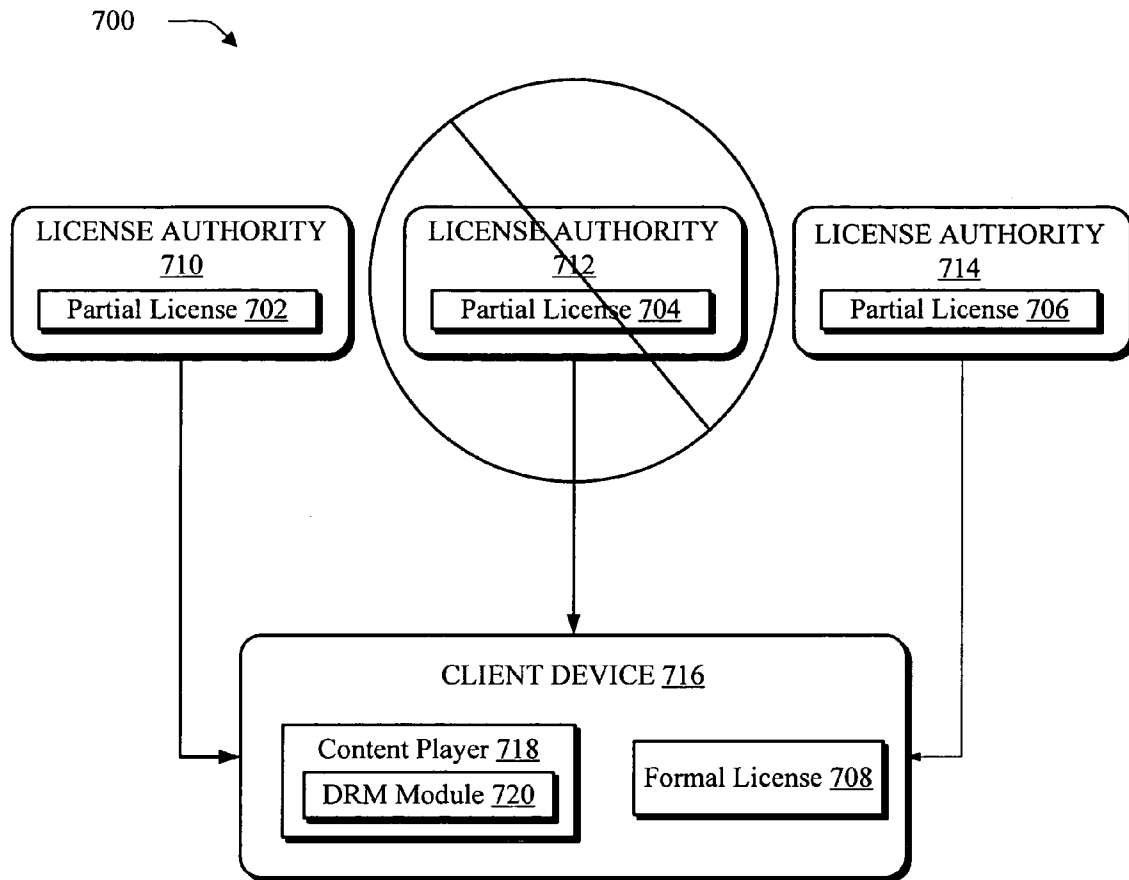 700
LICENSE AUTHORITY
710
Partial License 702
LICENSE AUTHORITY
712
Partial License 704
LICENSE AUTHORITY
714
Partial License 706
CLIENT DEVICE 716
Content Player 718
DRM Module 720
Formal License 708